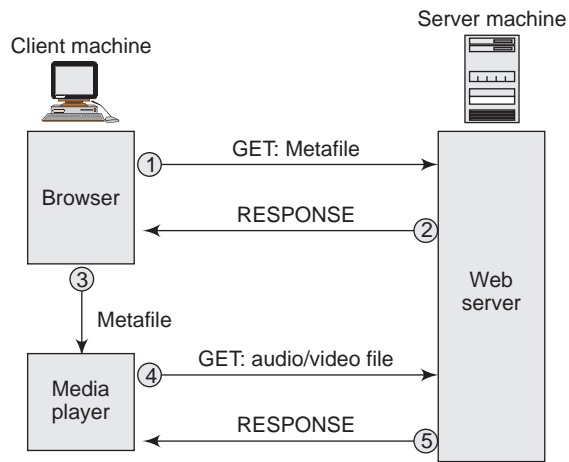 Server machine
Client machine
1
GET: Metafile
Browser
RESPONSE
2
3
Web
server
Metafile
4
GET: audio/video file
Media
player
RESPONSE
5